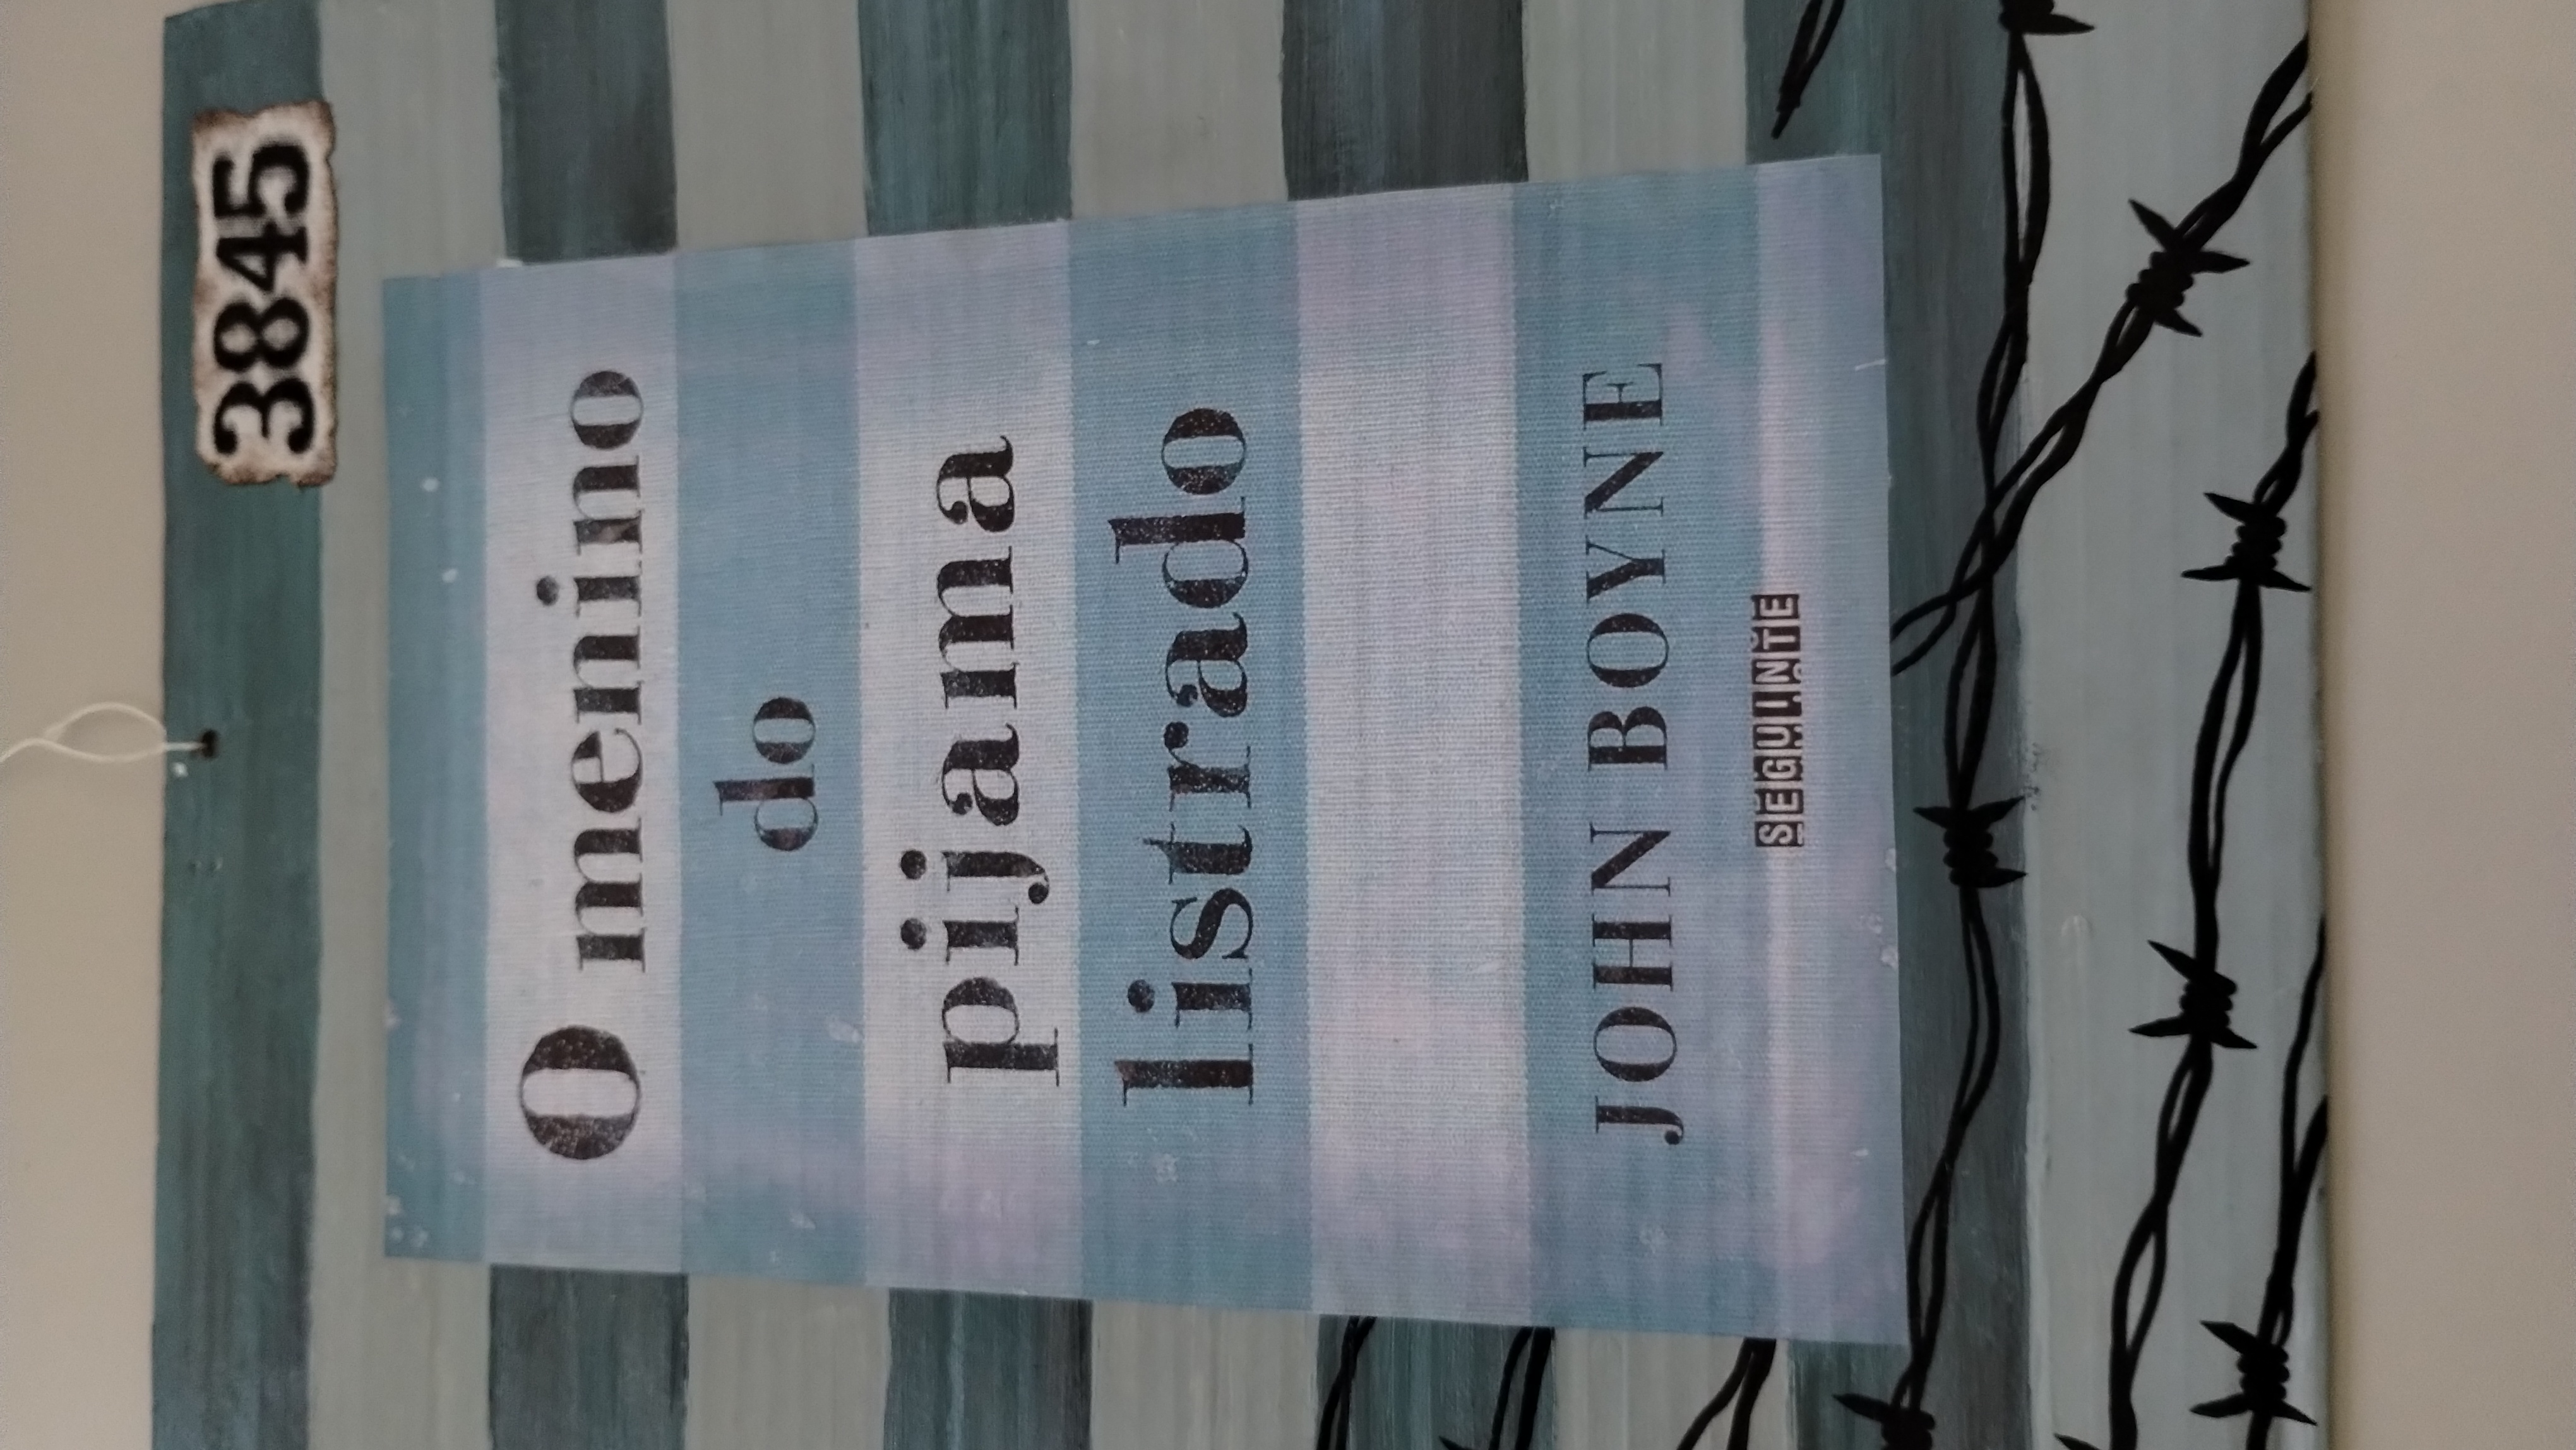 3845
O menino
do
pijama
listrado
JOHN BOYNE
SEGUINTE